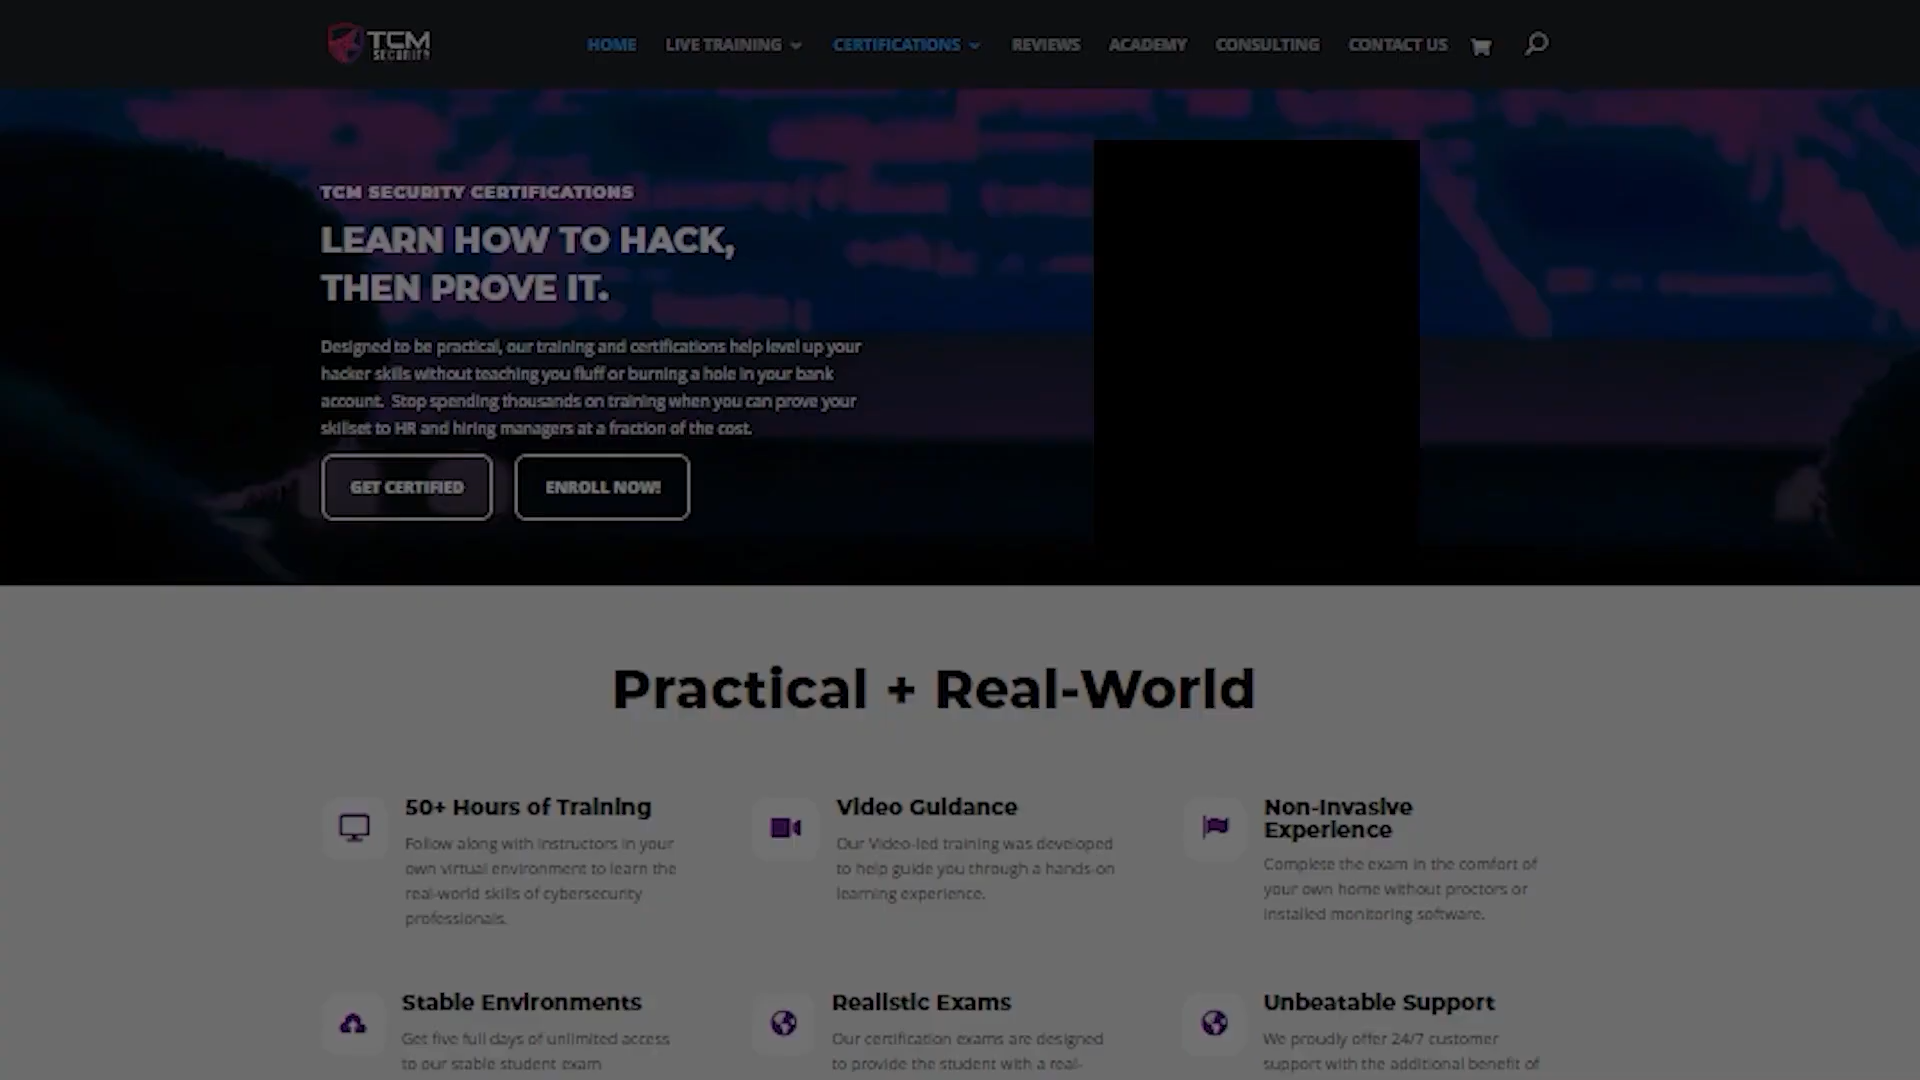 TCM
SECURITY
HOME
LIVE TRAINING
CERTIFICATIONS
REVIEWS
ACADEMY
CONSULTING
CONTACT US
TCM SECURITY CERTIFICATIONS
LEARN HOW TO HACK,
THEN PROVE IT.
Designed to be practical, our training and certifications help level up your
hacker skills without teaching you fluff or burning a hole in your bank
account. Stop spending thousands on training when you can prove your
skillset to HR and hiring managers at a fraction of the cost.
GET CERTIFIED
ENROLL NOW!
Practical + Real-World
50+ Hours of Training
Follow along with instructors in your
own virtual environment to learn the
real-world skills of cybersecurity
professionals.
Video Guidance
Our Video-led training was developed
to help guide you through a hands-on
learning experience.
Non-Invasive
Experience
Complete the exam in the comfort of
your own home without proctors or
installed monitoring software.
Stable Environments
Get five full days of unlimited access
to our stable student exam
Realistic Exams
Our certification exams are designed
to provide the student with a real-
Unbeatable Support
We proudly offer 24/7 customer
support with the additional benefit of